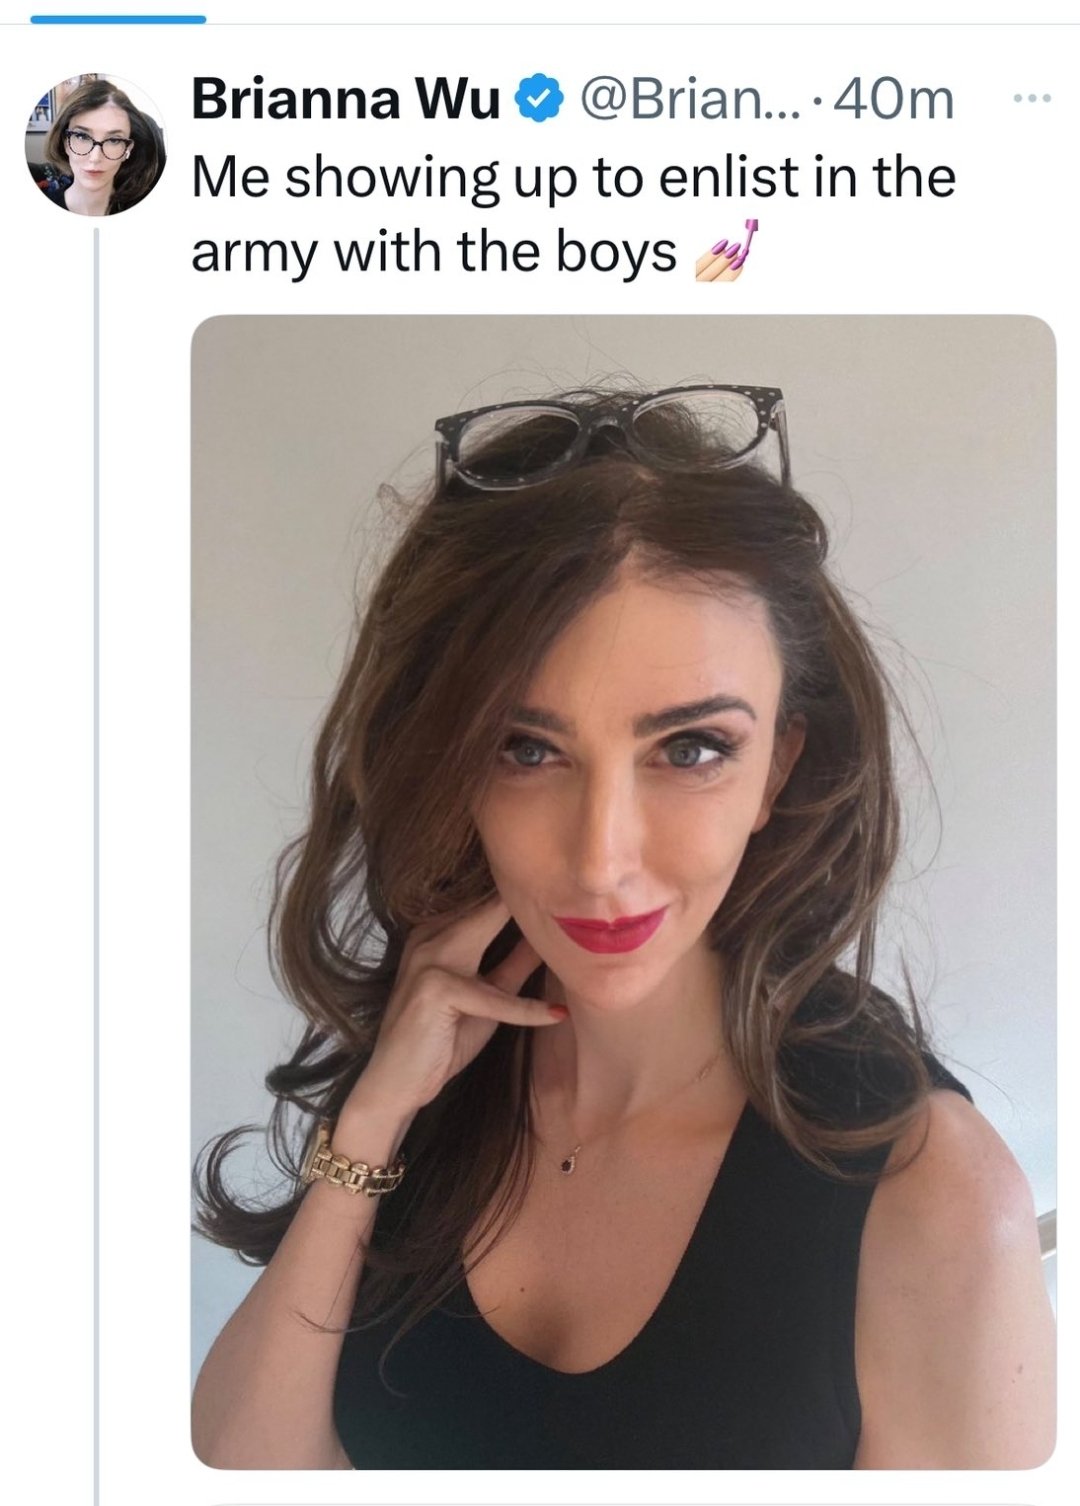 Brianna Wu @Brian... · 40m
Me showing up to enlist in the
army with the boys 💅🏻